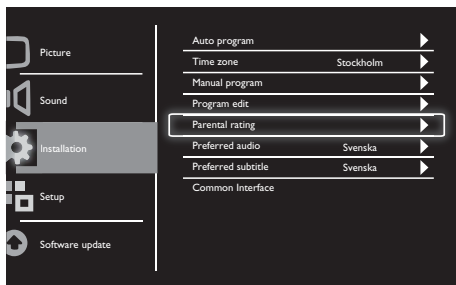 Picture
Sound
Installation
Setup
Software update
Auto program
Time zone Stockholm
Manual program
Program edit
Parental rating
Preferred audio Svenska
Preferred subtitle Svenska
Common Interface